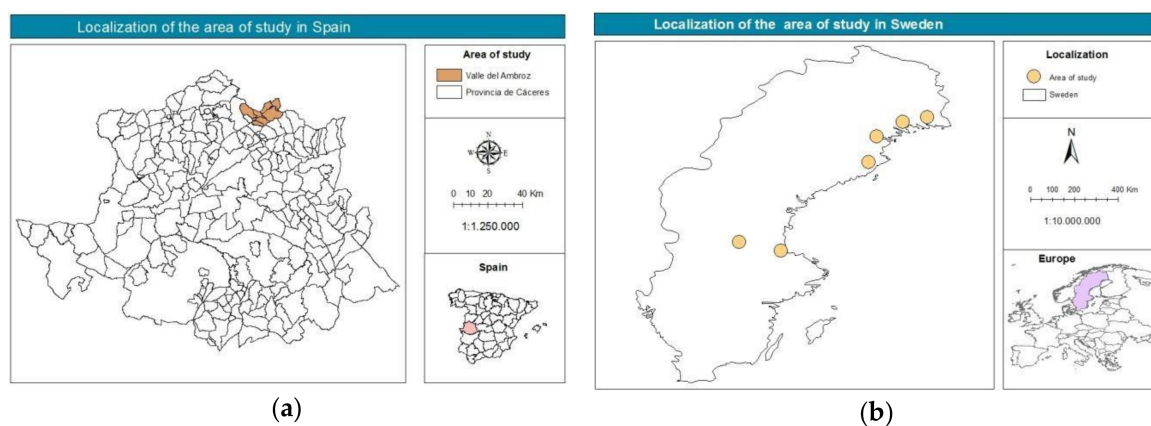 Localization of the area of study in Spain
Area of study
Valle del Ambroz
Provincia de Cáceres
N
W E
S
0 10 20 40 Km
1:1.250.000
Spain
(a)
Localization of the area of study in Sweden
Localization
Area of study
Sweden
N
0 100 200 400 Km
1:10.000.000
Europe
(b)